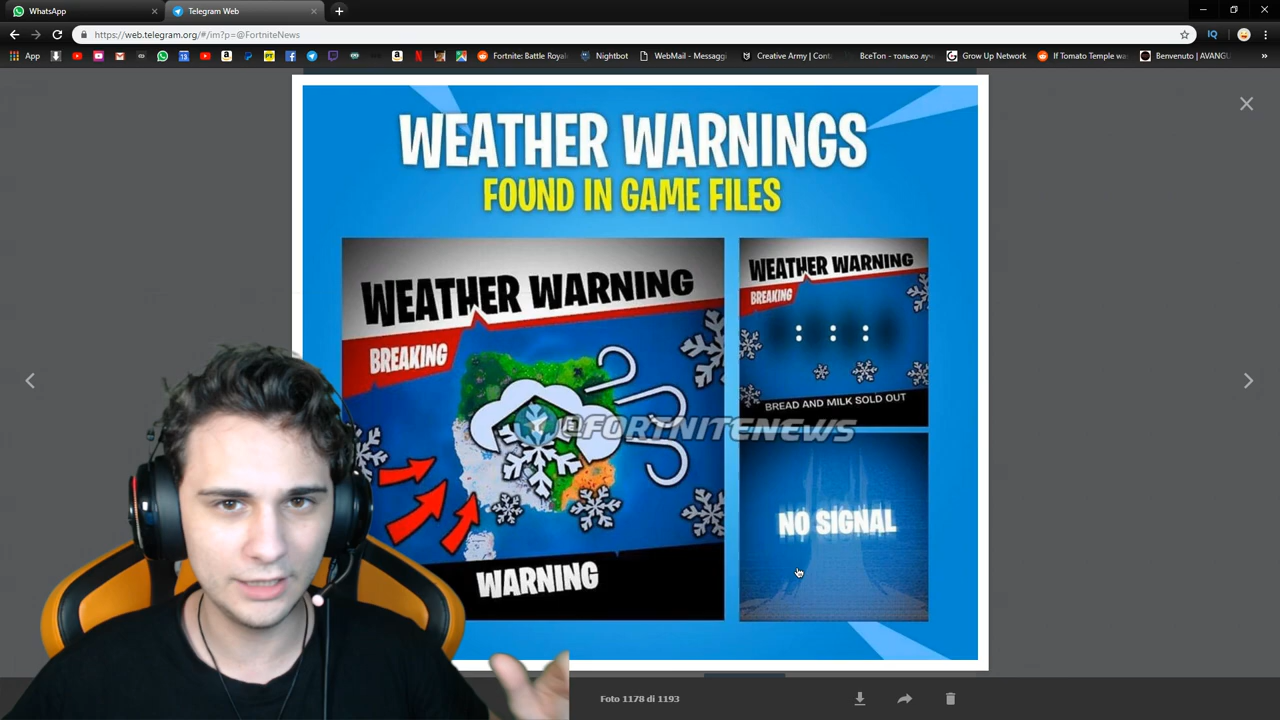 WhatsApp
Telegram Web
https://web.telegram.org/#/im?p=@FortniteNews
App
Fortnite: Battle Royal
Nightbot
WebMail - Messaggi
Creative Army | Cont
ВсеТоп - только луч
Grow Up Network
If Tomato Temple wa
Benvenuto | AVANGU
WEATHER WARNINGS
FOUND IN GAME FILES
WEATHER WARNING
BREAKING
WARNING
WEATHER WARNING
BREAKING
: : :
BREAD AND MILK SOLD OUT
@FORTNITENEWS
NO SIGNAL
Foto 1178 di 1193